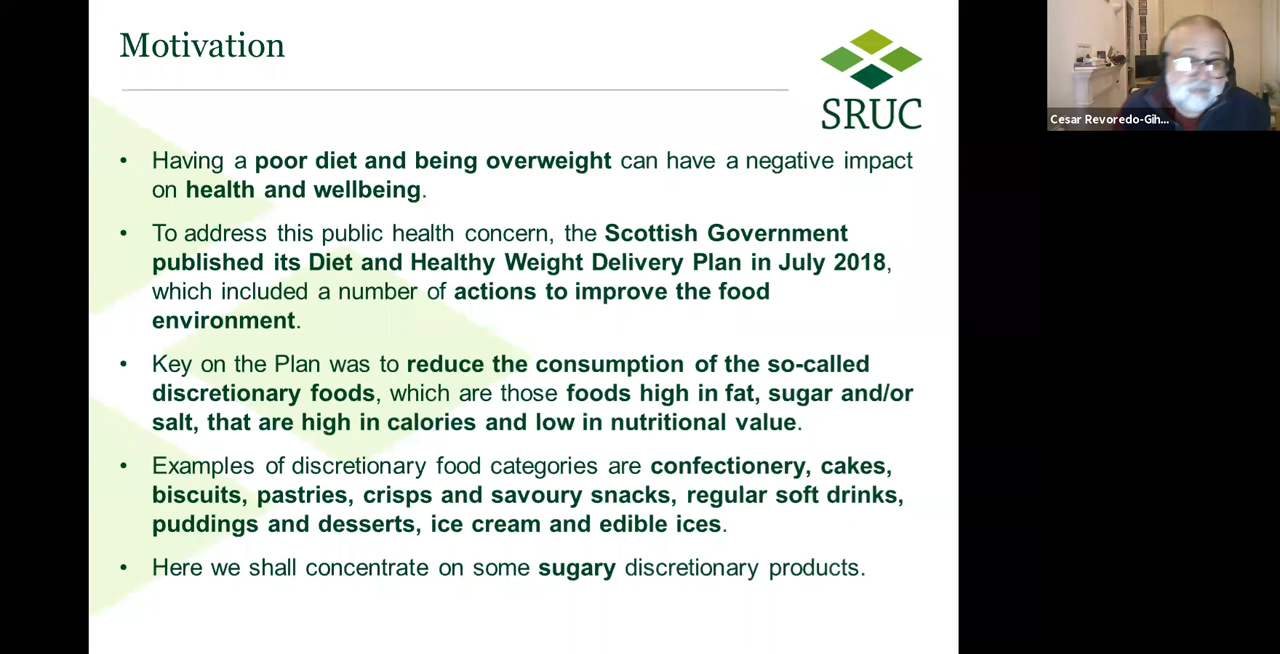 Motivation
SRUC
Cesar Revoredo-Gih...
• Having a poor diet and being overweight can have a negative impact
on health and wellbeing.
• To address this public health concern, the Scottish Government
published its Diet and Healthy Weight Delivery Plan in July 2018,
which included a number of actions to improve the food
environment.
• Key on the Plan was to reduce the consumption of the so-called
discretionary foods, which are those foods high in fat, sugar and/or
salt, that are high in calories and low in nutritional value.
• Examples of discretionary food categories are confectionery, cakes,
biscuits, pastries, crisps and savoury snacks, regular soft drinks,
puddings and desserts, ice cream and edible ices.
• Here we shall concentrate on some sugary discretionary products.